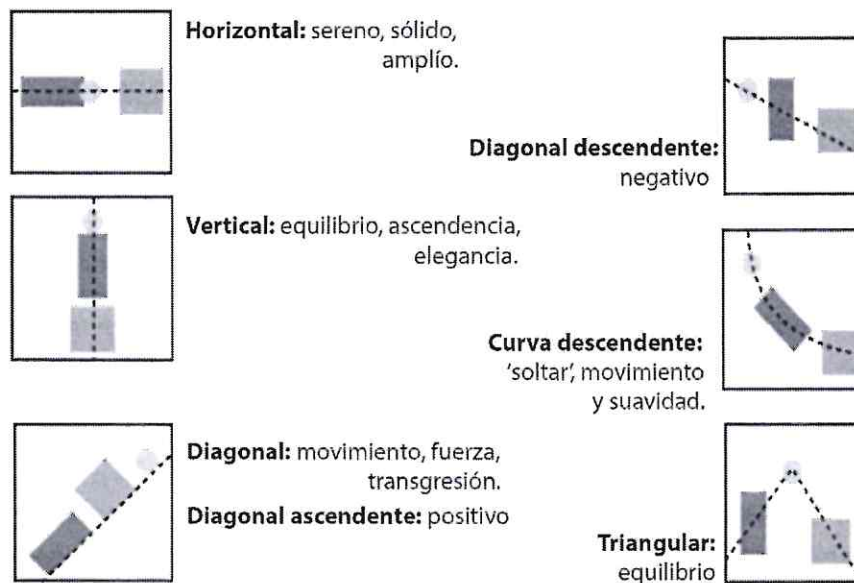 Horizontal: sereno, sólido,
amplío.
Vertical: equilibrio, ascendencia,
elegancia.
Diagonal: movimiento, fuerza,
transgresión.
Diagonal ascendente: positivo
Diagonal descendente:
negativo
Curva descendente:
'soltar', movimiento
y suavidad.
Triangular:
equilibrio